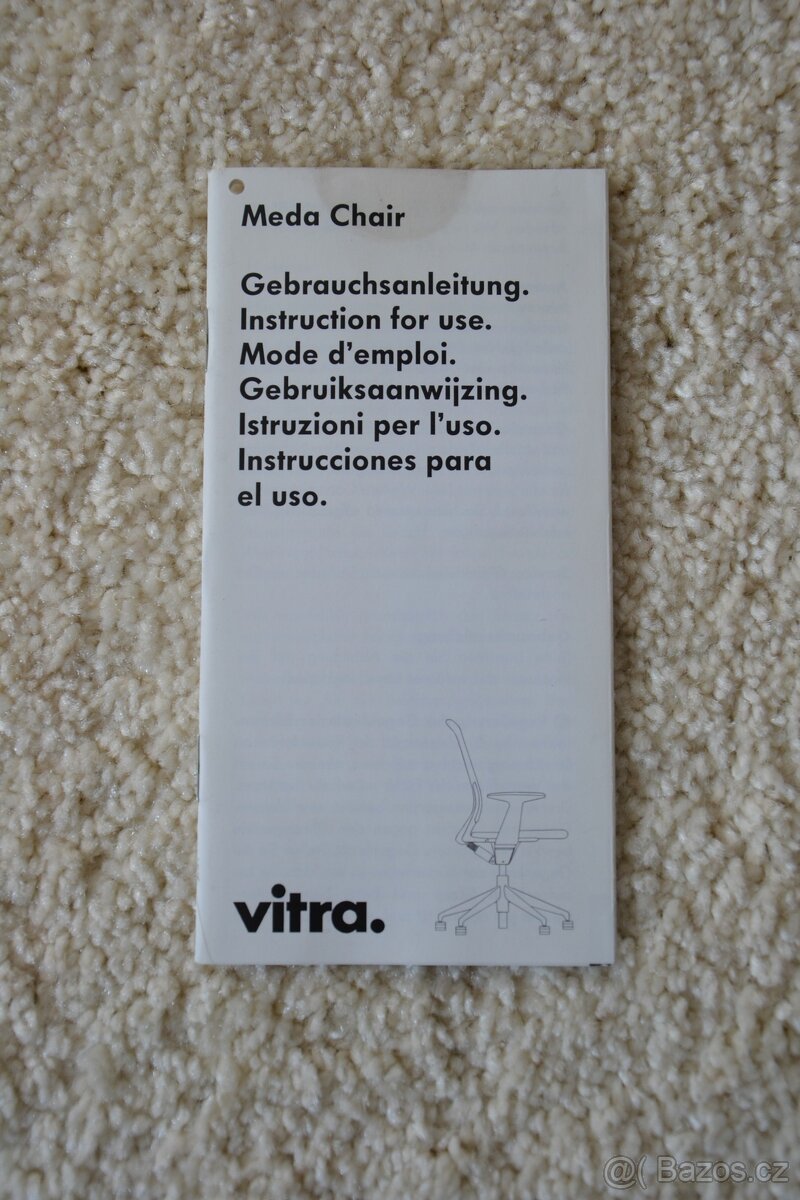 Meda Chair
Gebrauchsanleitung.
Instruction for use.
Mode d'emploi.
Gebruiksaanwijzing.
Istruzioni per l'uso.
Instrucciones para
el uso.
vitra.
@( Bazos.cz